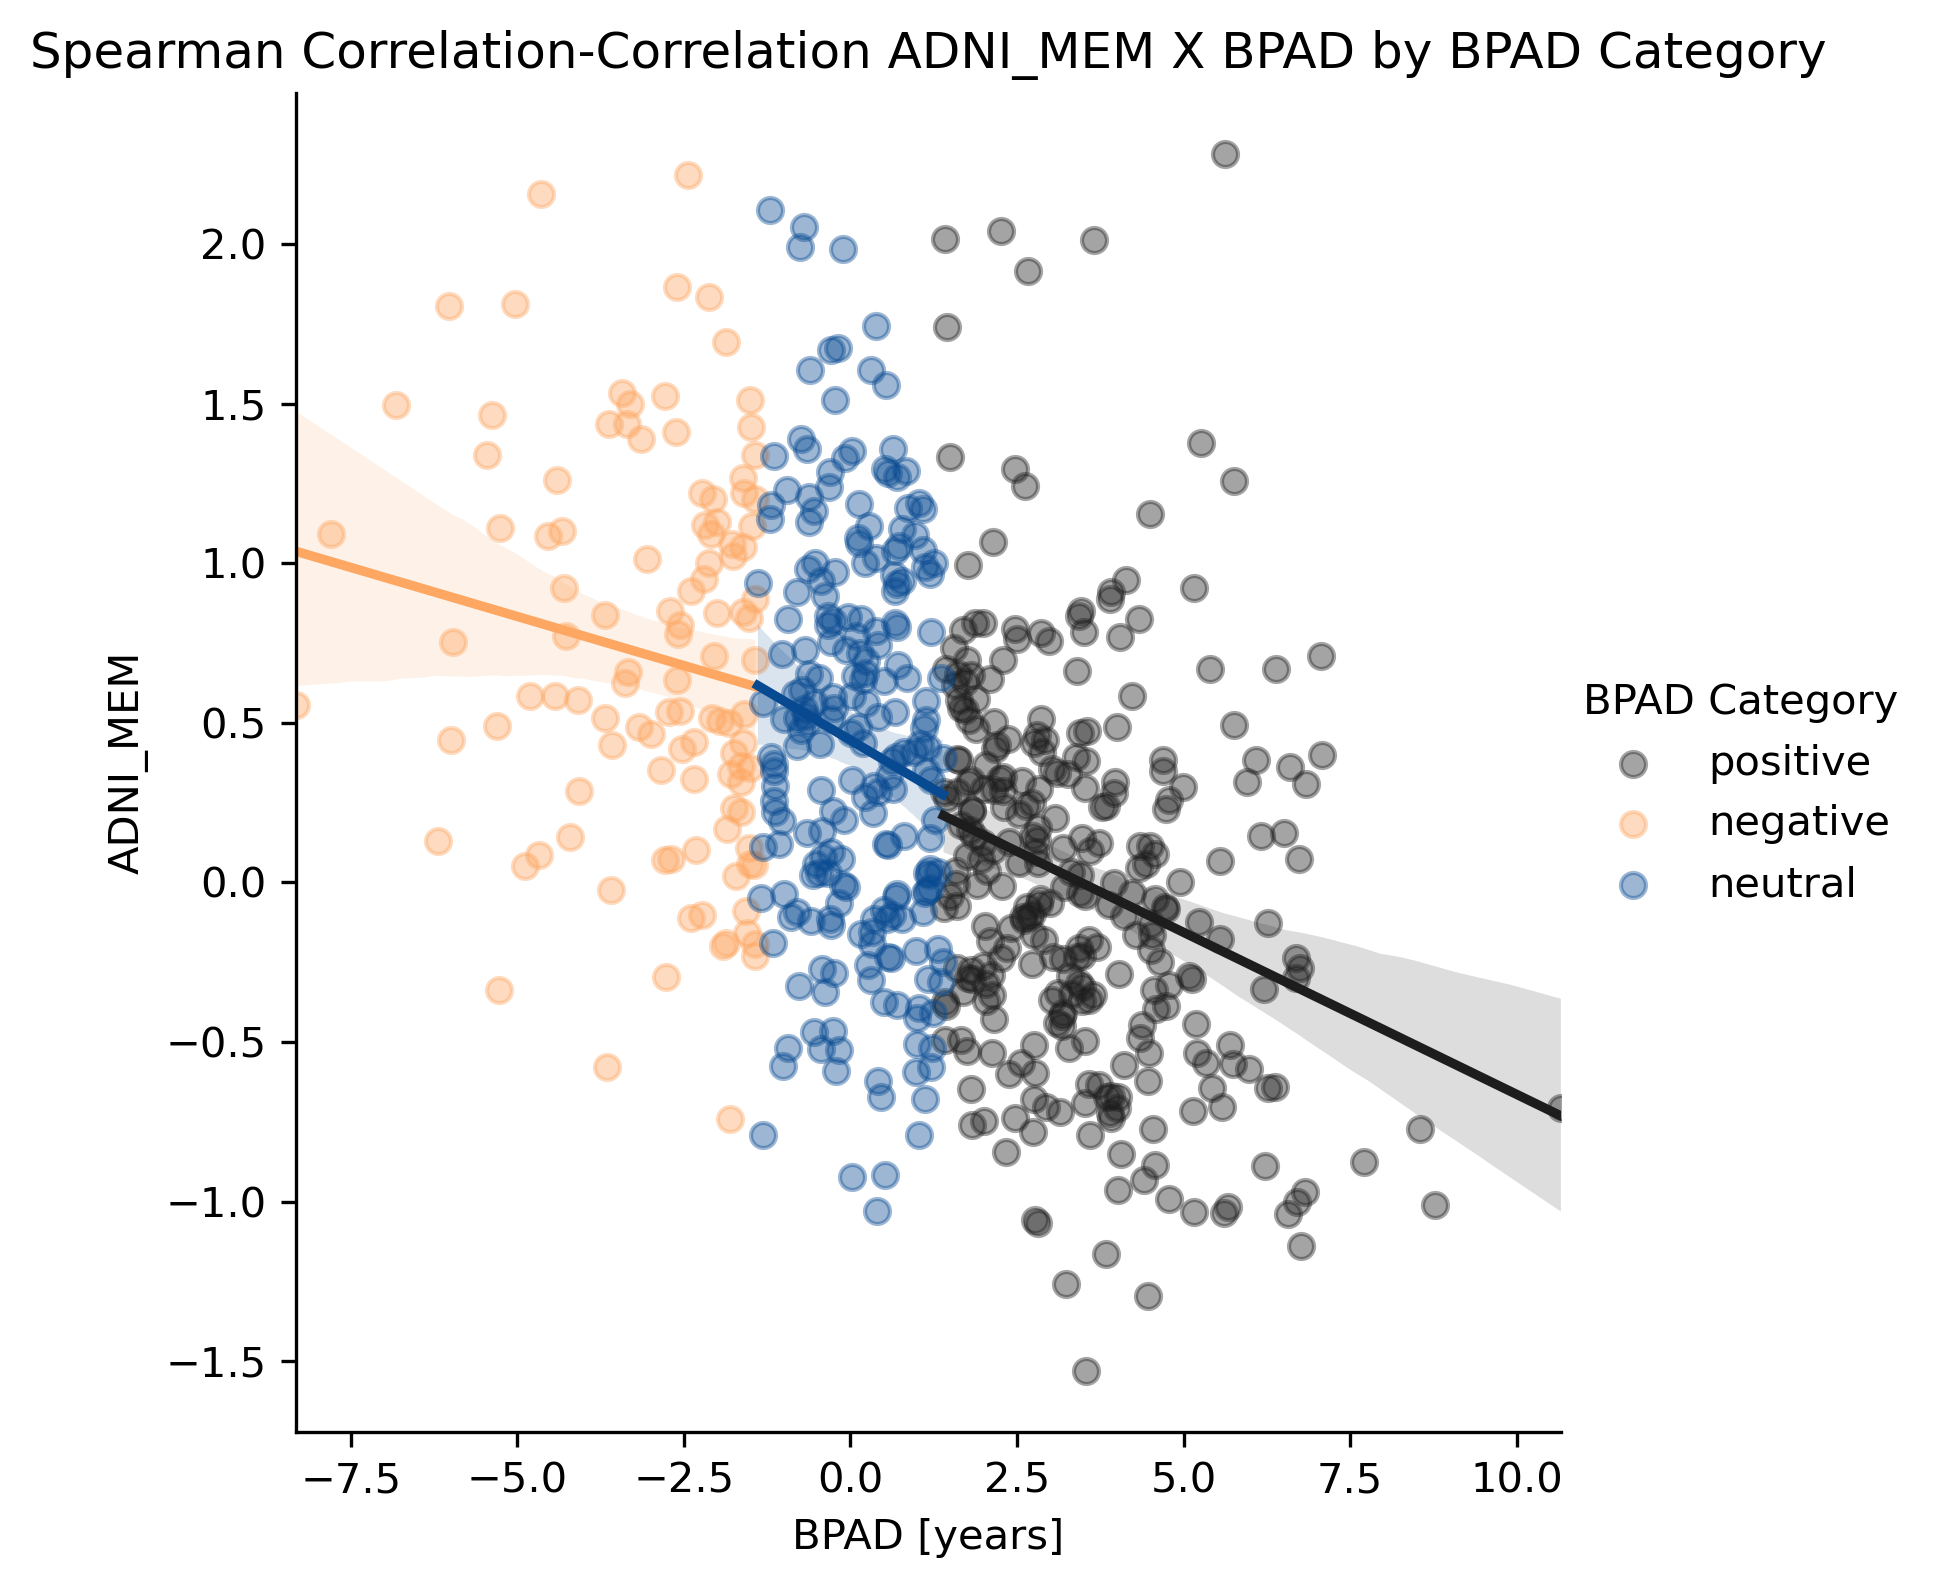 Spearman Correlation-Correlation ADNI_MEM X BPAD by BPAD Category
2.0
1.5
1.0
0.5
0.0
−0.5
−1.0
−1.5
ADNI_MEM
−7.5 −5.0 −2.5 0.0 2.5 5.0 7.5 10.0
BPAD [years]
BPAD Category
positive
negative
neutral